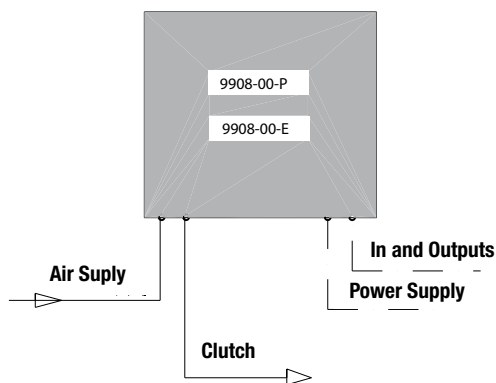 9908-00-P
9908-00-E
In and Outputs
Air Suply
Power Supply
Clutch